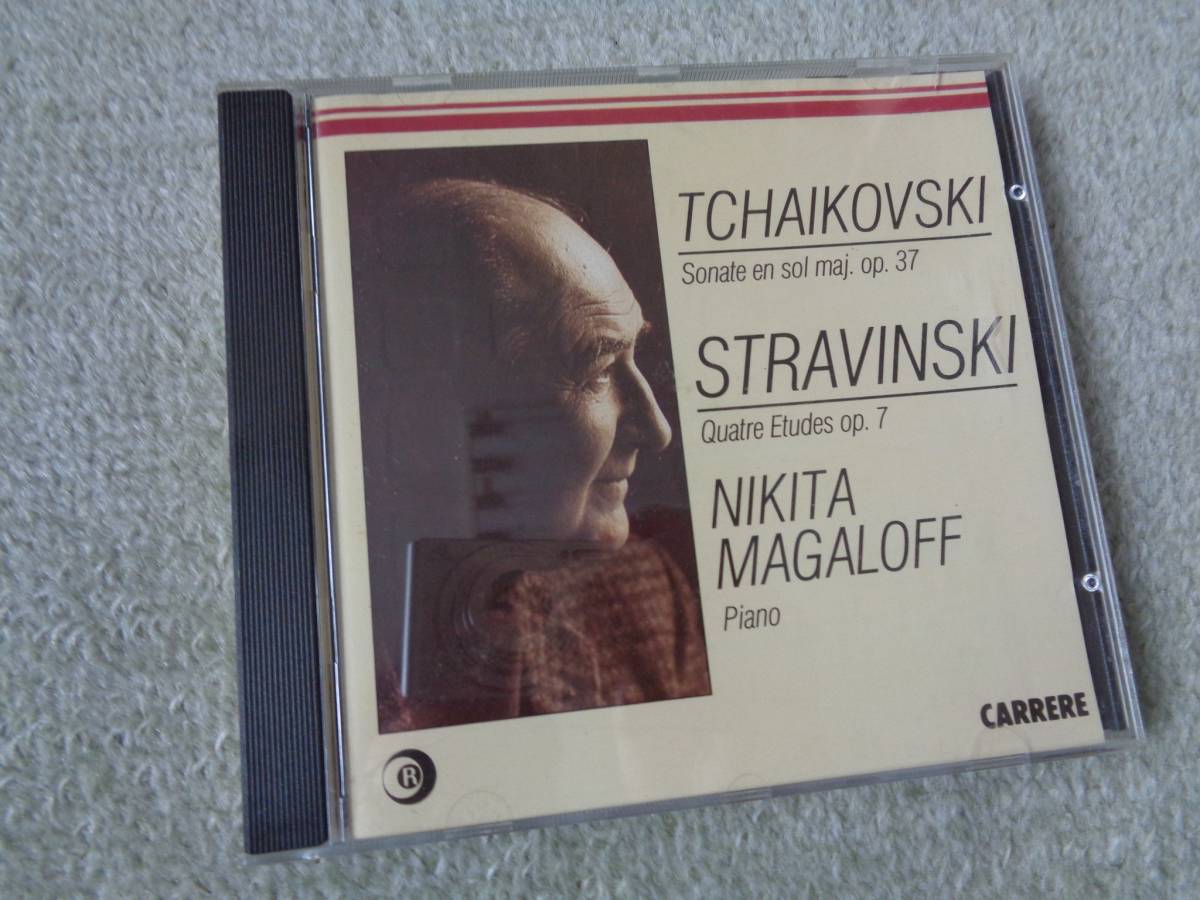 TCHAIKOVSKI
Sonate en sol maj. op. 37
STRAVINSKI
Quatre Etudes op. 7
NIKITA
MAGALOFF
Piano
CARRERE
R